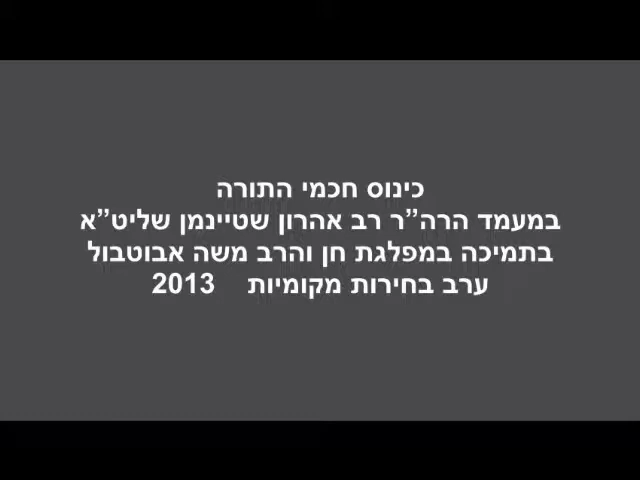 כינוס חכמי התורה
במעמד הרה”ר רב אהרון שטיינמן שליט”א
בתמיכה במפלגת חן והרב משה אבוטבול
ערב בחירות מקומיות 2013